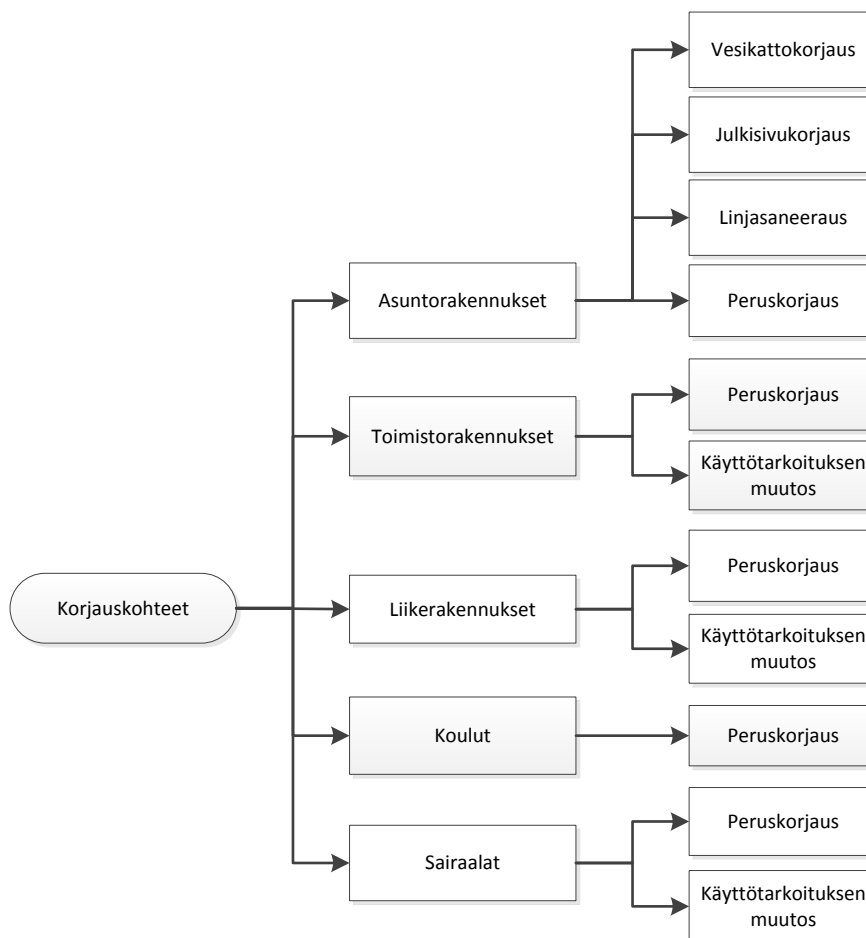 Vesikattokorjaus
Julkisivukorjaus
Linjasaneeraus
Asuntorakennukset
Peruskorjaus
Toimistorakennukset
Peruskorjaus
Käyttötarkoituksen
muutos
Korjauskohteet
Liikerakennukset
Peruskorjaus
Käyttötarkoituksen
muutos
Koulut
Peruskorjaus
Sairaalat
Peruskorjaus
Käyttötarkoituksen
muutos